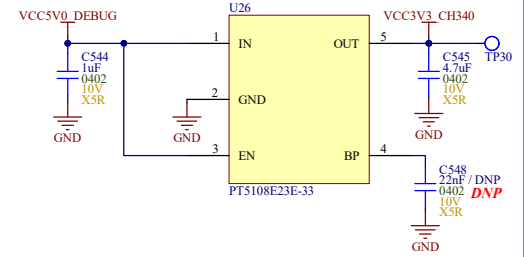 U26
VCC5V0_DEBUG
VCC3V3_CH340
1
IN
OUT
5
C544
1uF
0402
10V
X5R
C545
4.7uF
0402
10V
X5R
TP30
2
GND
GND
GND
GND
3
EN
BP
4
PT5108E23E-33
C548
22nF / DNP
0402
DNP
10V
X5R
GND